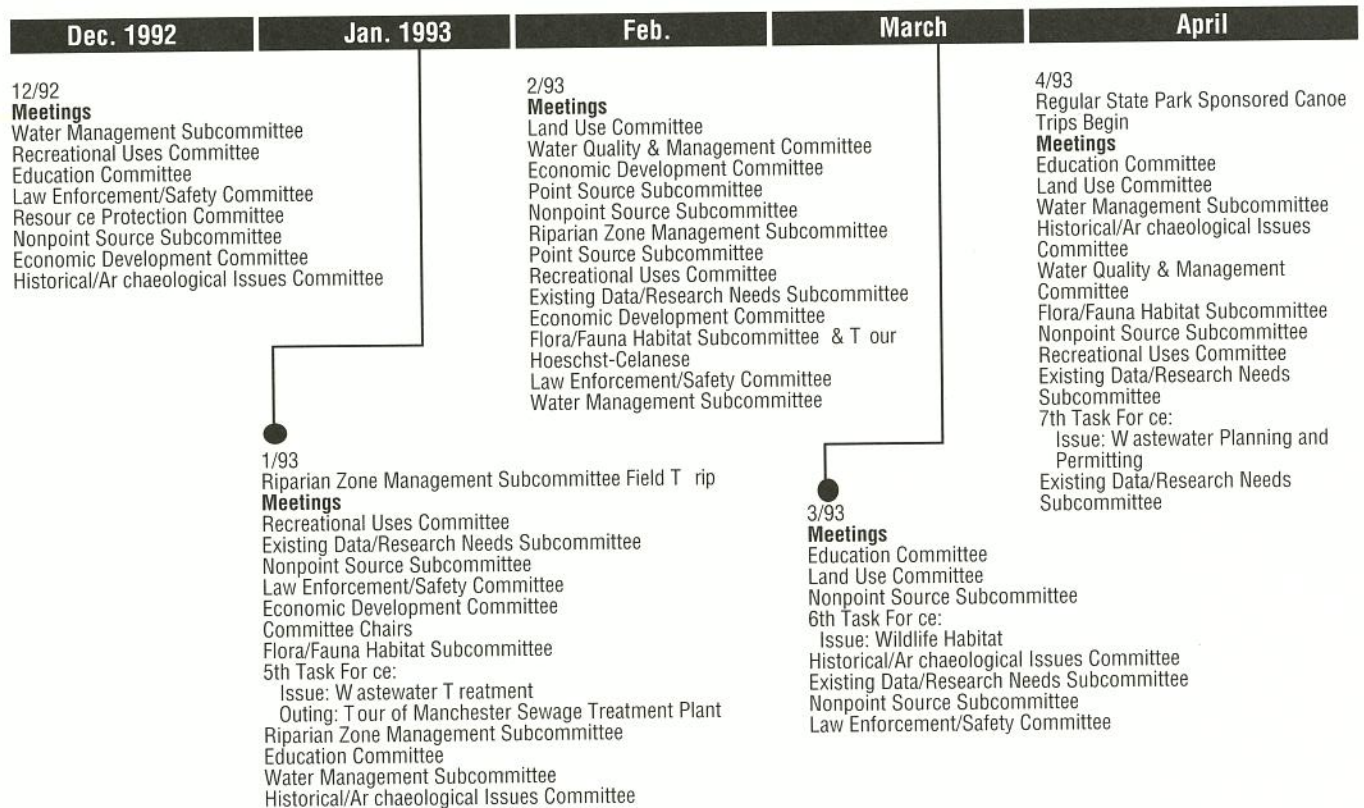 Dec. 1992
Jan. 1993
Feb.
March
April
12/92
Meetings
Water Management Subcommittee
Recreational Uses Committee
Education Committee
Law Enforcement/Safety Committee
Resour ce Protection Committee
Nonpoint Source Subcommittee
Economic Development Committee
Historical/Ar chaeological Issues Committee
1/93
Riparian Zone Management Subcommittee Field T rip
Meetings
Recreational Uses Committee
Existing Data/Research Needs Subcommittee
Nonpoint Source Subcommittee
Law Enforcement/Safety Committee
Economic Development Committee
Committee Chairs
Flora/Fauna Habitat Subcommittee
5th Task For ce:
Issue: W astewater T reatment
Outing: T our of Manchester Sewage Treatment Plant
Riparian Zone Management Subcommittee
Education Committee
Water Management Subcommittee
Historical/Ar chaeological Issues Committee
2/93
Meetings
Land Use Committee
Water Quality & Management Committee
Economic Development Committee
Point Source Subcommittee
Nonpoint Source Subcommittee
Riparian Zone Management Subcommittee
Point Source Subcommittee
Recreational Uses Committee
Existing Data/Research Needs Subcommittee
Economic Development Committee
Flora/Fauna Habitat Subcommittee & T our
Hoeschst-Celanese
Law Enforcement/Safety Committee
Water Management Subcommittee
3/93
Meetings
Education Committee
Land Use Committee
Nonpoint Source Subcommittee
6th Task For ce:
Issue: Wildlife Habitat
Historical/Ar chaeological Issues Committee
Existing Data/Research Needs Subcommittee
Nonpoint Source Subcommittee
Law Enforcement/Safety Committee
4/93
Regular State Park Sponsored Canoe
Trips Begin
Meetings
Education Committee
Land Use Committee
Water Management Subcommittee
Historical/Ar chaeological Issues
Committee
Water Quality & Management
Committee
Flora/Fauna Habitat Subcommittee
Nonpoint Source Subcommittee
Recreational Uses Committee
Existing Data/Research Needs
Subcommittee
7th Task For ce:
Issue: W astewater Planning and
Permitting
Existing Data/Research Needs
Subcommittee